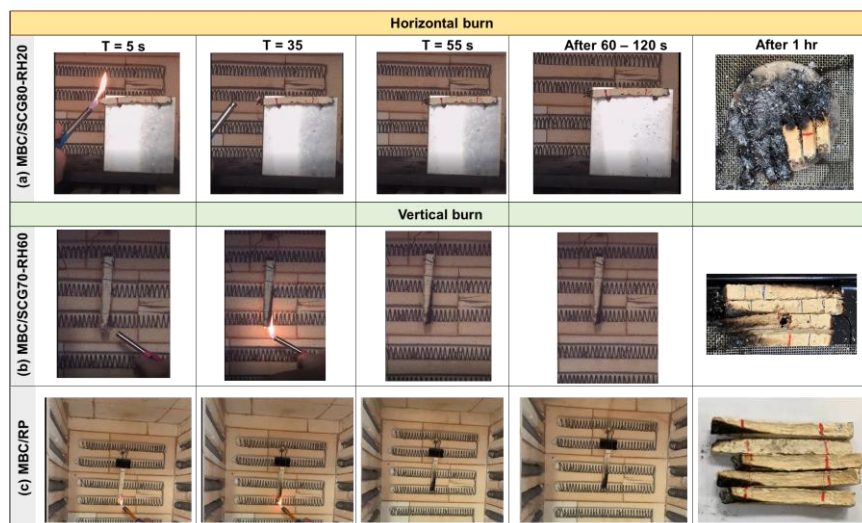 Horizontal burn
T = 5 s
T = 35
T = 55 s
After 60 – 120 s
After 1 hr
(a) MBC/SCG80-RH20
Vertical burn
(b) MBC/SCG70-RH60
(c) MBC/RP